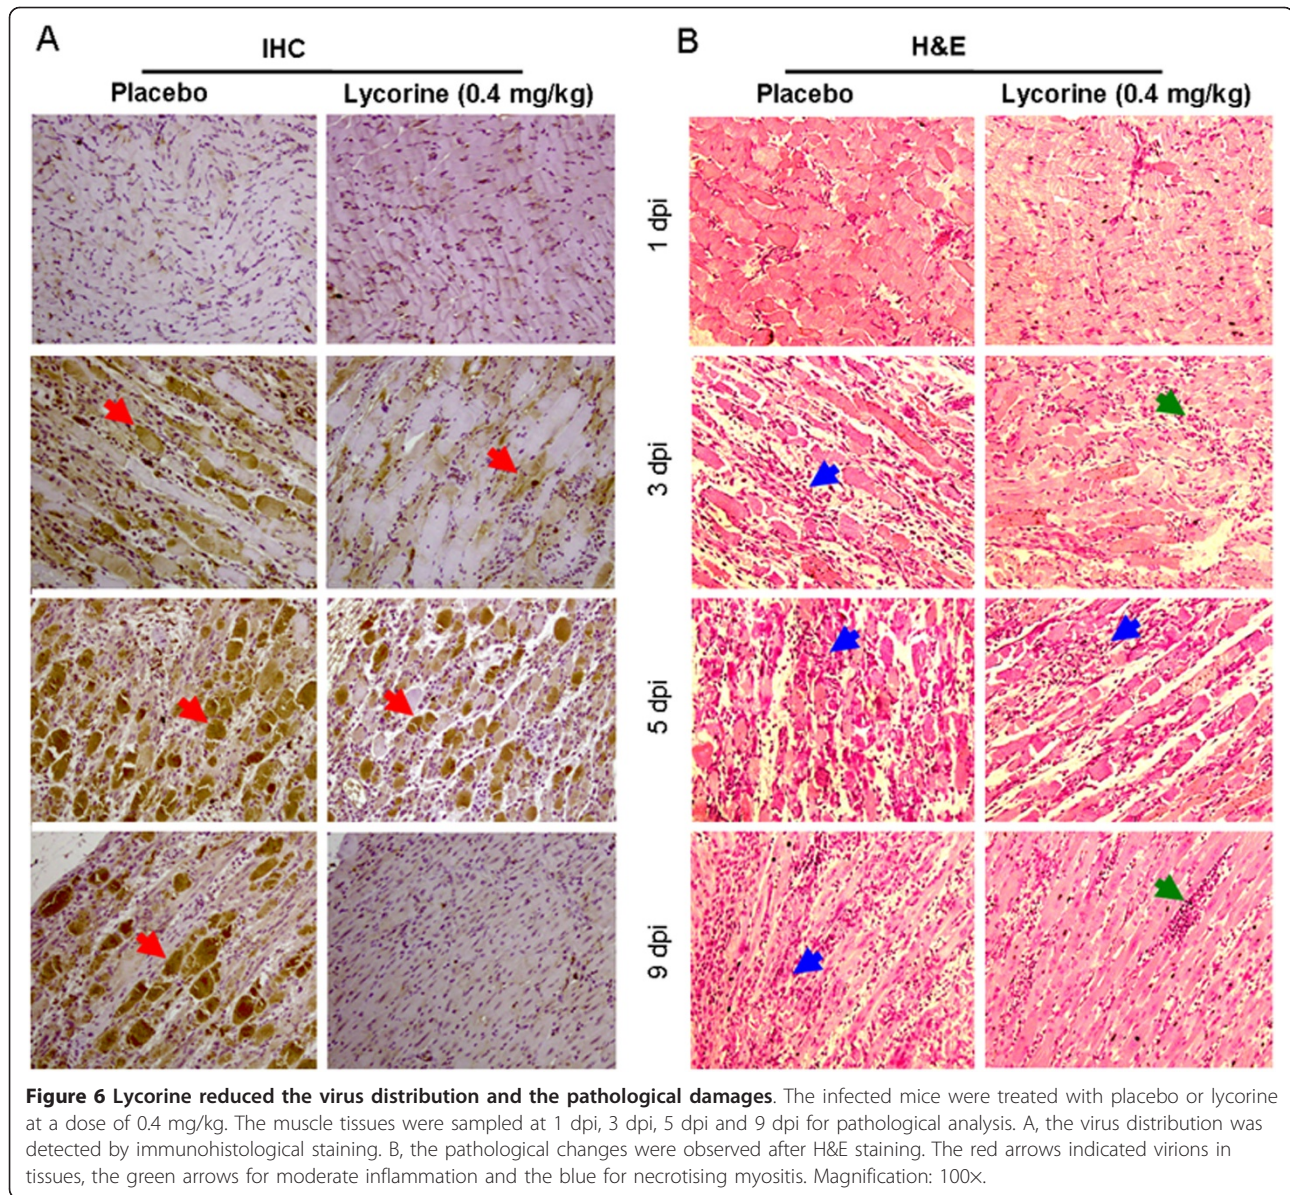 A
IHC
Placebo
Lycorine (0.4 mg/kg)
B
H&E
Placebo
Lycorine (0.4 mg/kg)
1 dpi
3 dpi
5 dpi
9 dpi
Figure 6 Lycorine reduced the virus distribution and the pathological damages. The infected mice were treated with placebo or lycorine
at a dose of 0.4 mg/kg. The muscle tissues were sampled at 1 dpi, 3 dpi, 5 dpi and 9 dpi for pathological analysis. A, the virus distribution was
detected by immunohistological staining. B, the pathological changes were observed after H&E staining. The red arrows indicated virions in
tissues, the green arrows for moderate inflammation and the blue for necrotising myositis. Magnification: 100×.